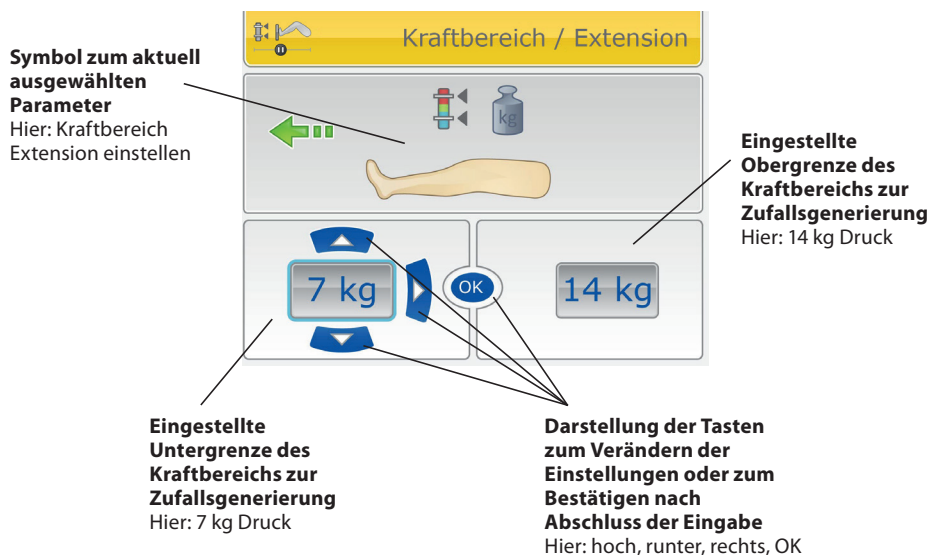 Kraftbereich / Extension
Symbol zum aktuell
ausgewählten
Parameter
Hier: Kraftbereich
Extension einstellen
kg
Eingestellte
Obergrenze des
Kraftbereichs zur
Zufallsgenerierung
Hier: 14 kg Druck
7 kg
OK
14 kg
Eingestellte
Untergrenze des
Kraftbereichs zur
Zufallsgenerierung
Hier: 7 kg Druck
Darstellung der Tasten
zum Verändern der
Einstellungen oder zum
Bestätigen nach
Abschluss der Eingabe
Hier: hoch, runter, rechts, OK